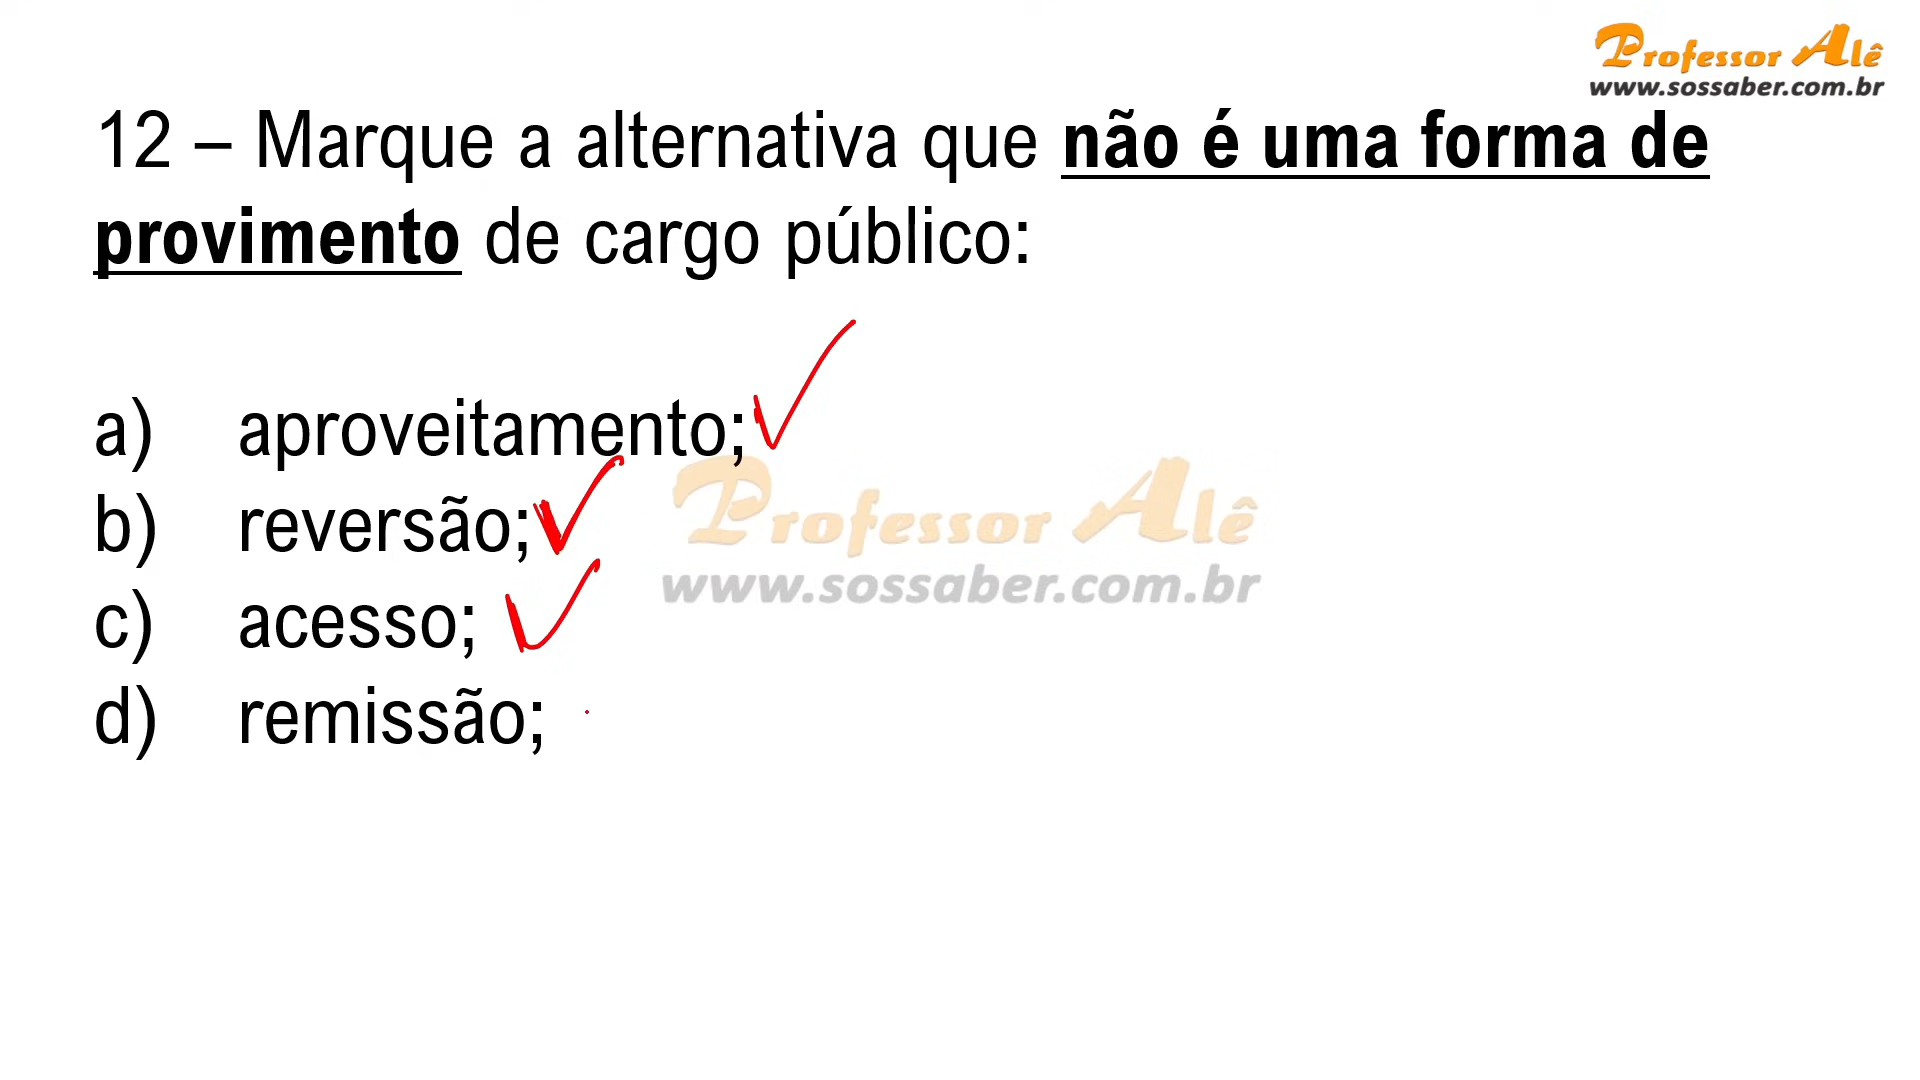 Professor Alê
www.sossaber.com.br
12 – Marque a alternativa que não é uma forma de
provimento de cargo público:
a) aproveitamento;
b) reversão;
Professor Alê
www.sossaber.com.br
c) acesso;
d) remissão;